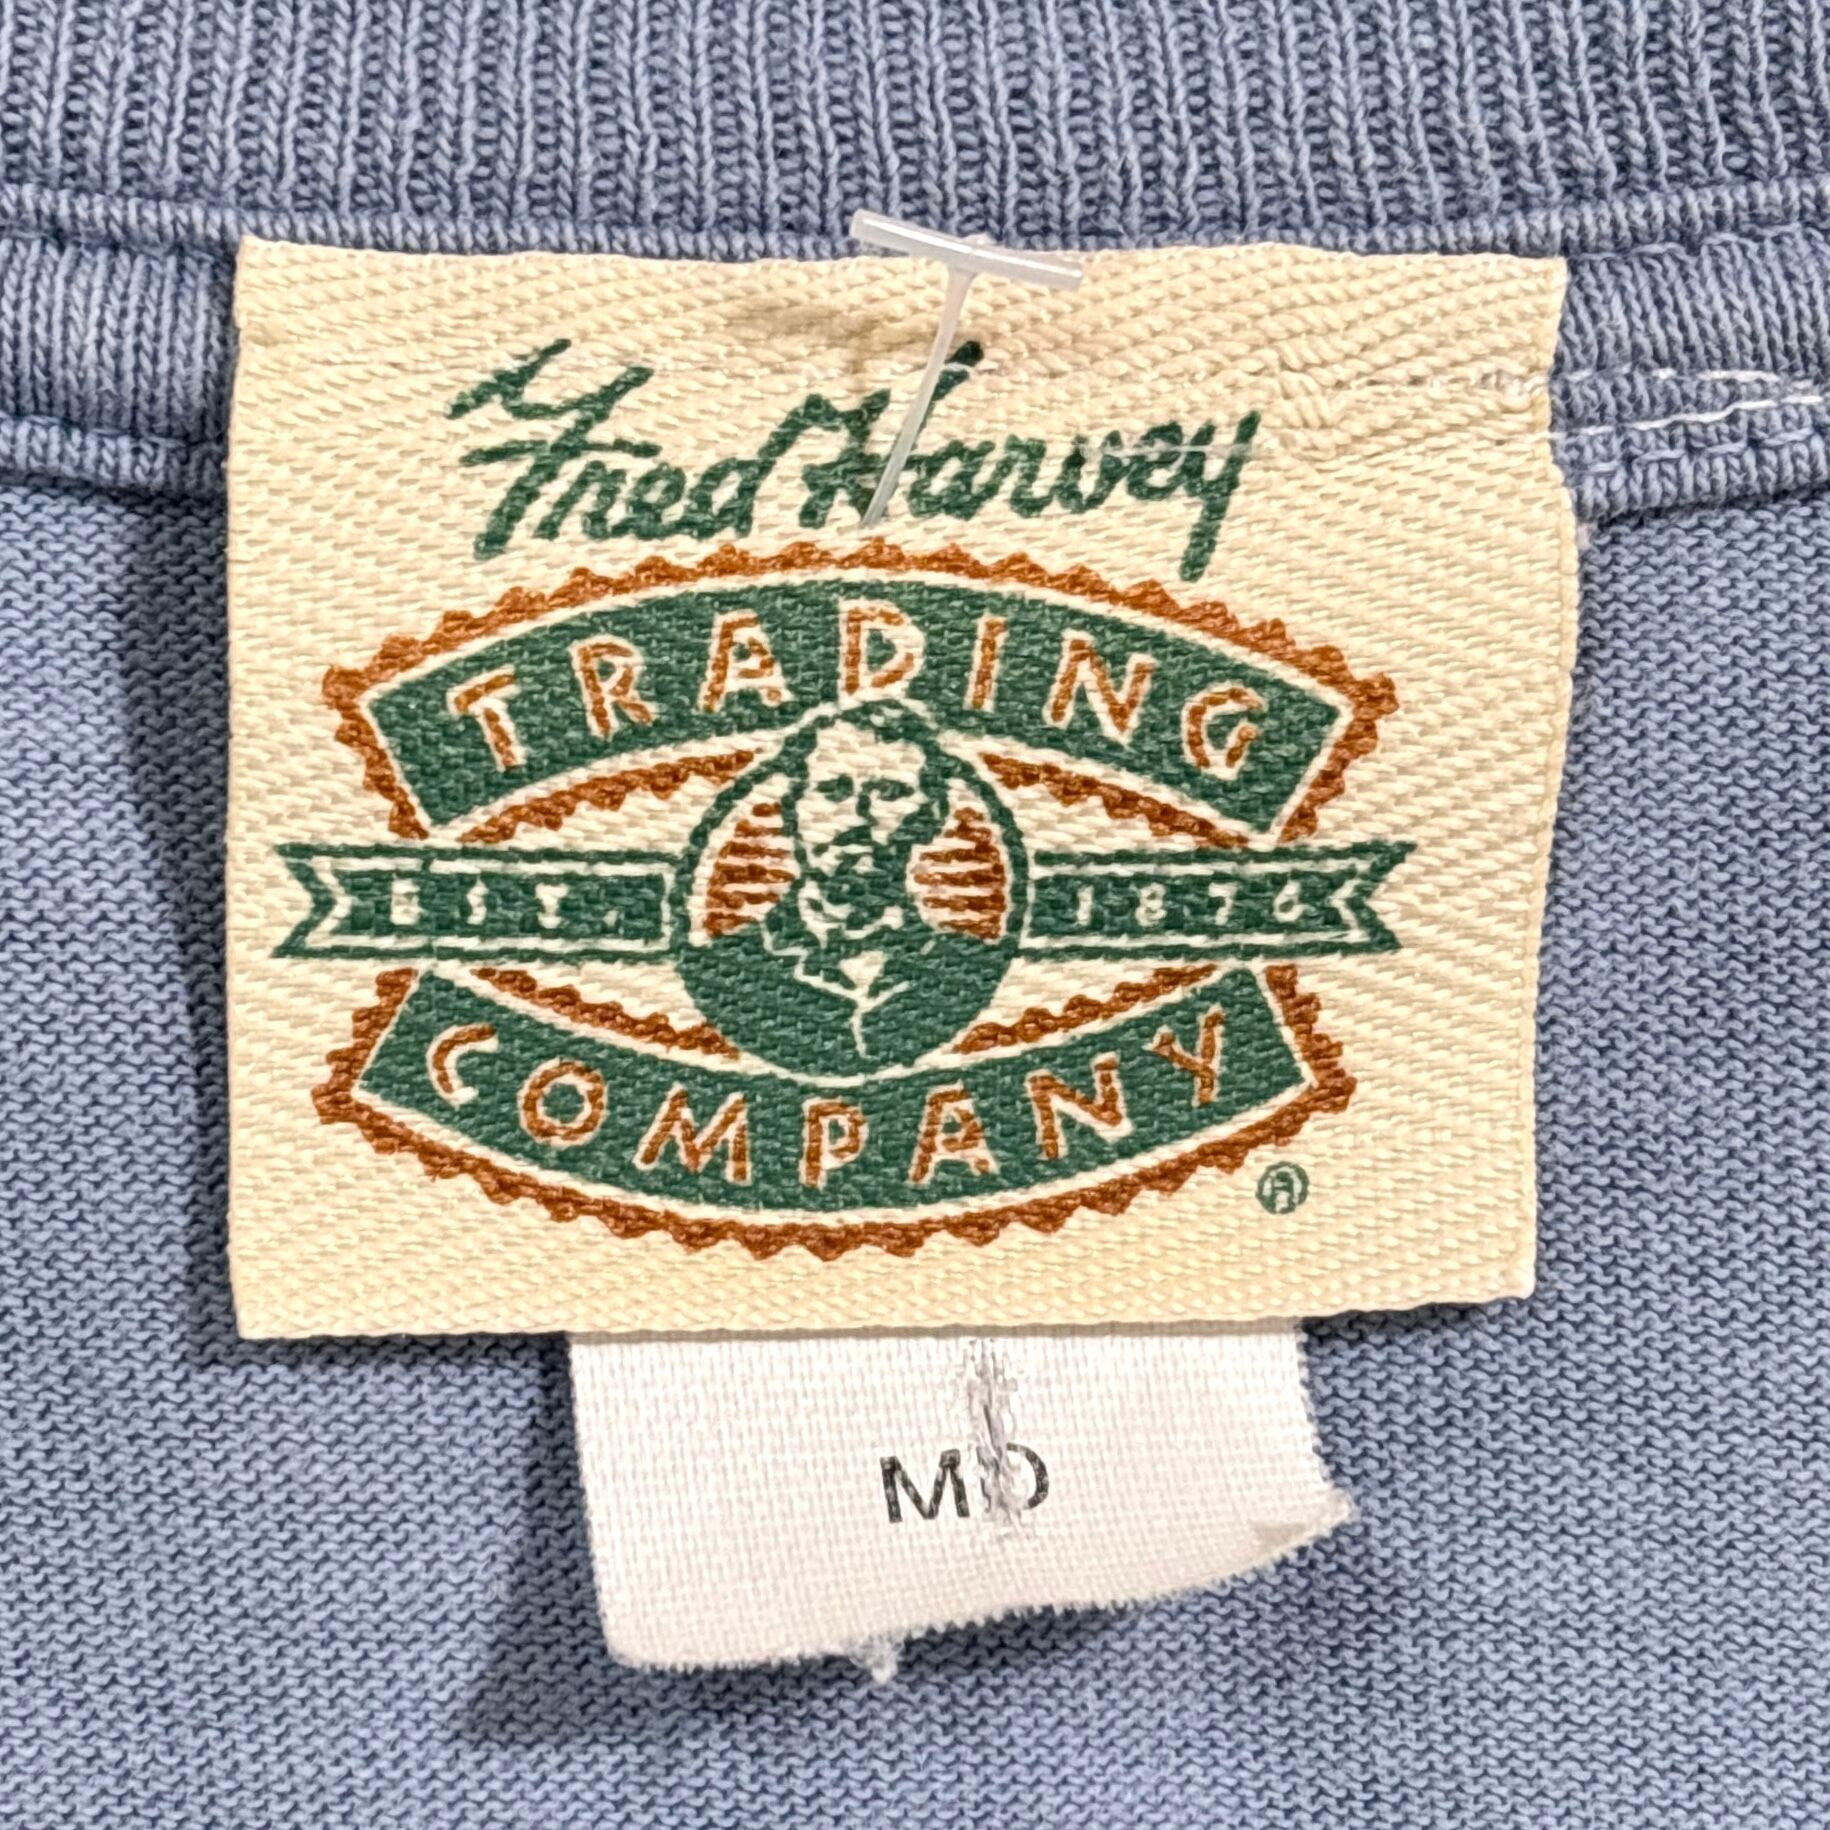 Fred Harvey
TRADING
EST. 1876
COMPANY
®
MD